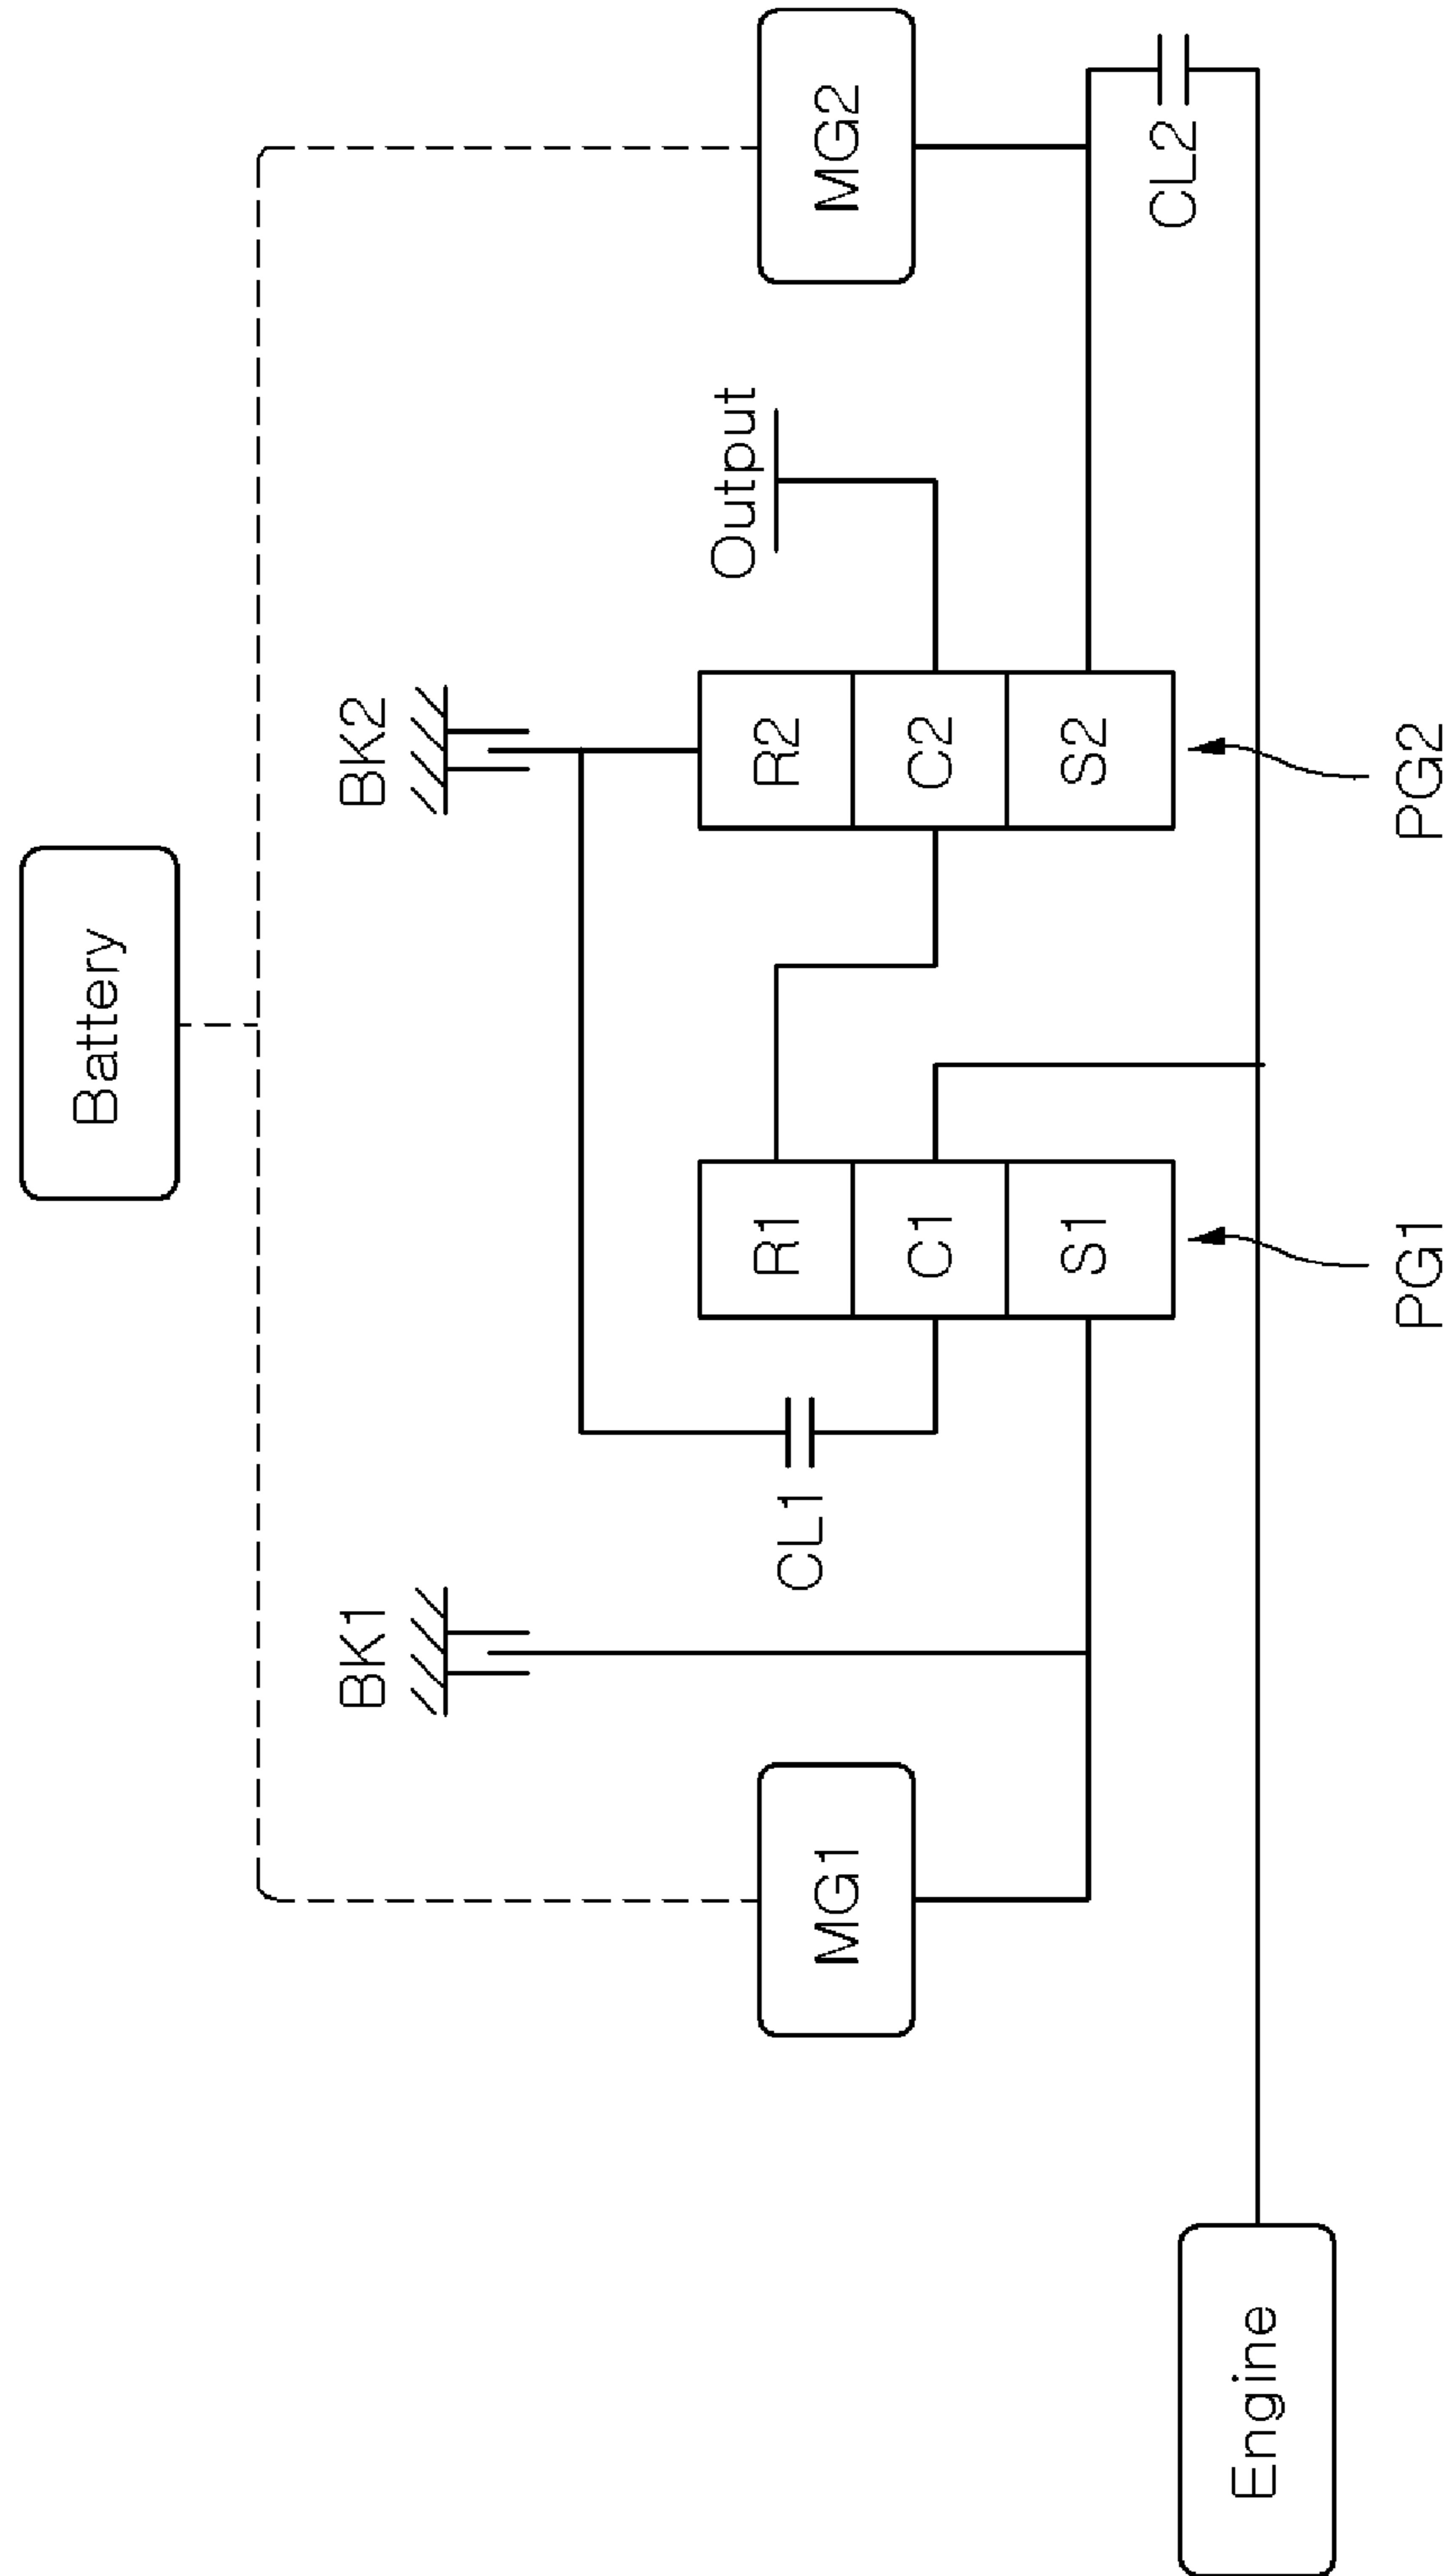 Battery
BK1
BK2
Output
MG1
CL1
R1
C1
S1
R2
C2
S2
MG2
CL2
Engine
PG1
PG2